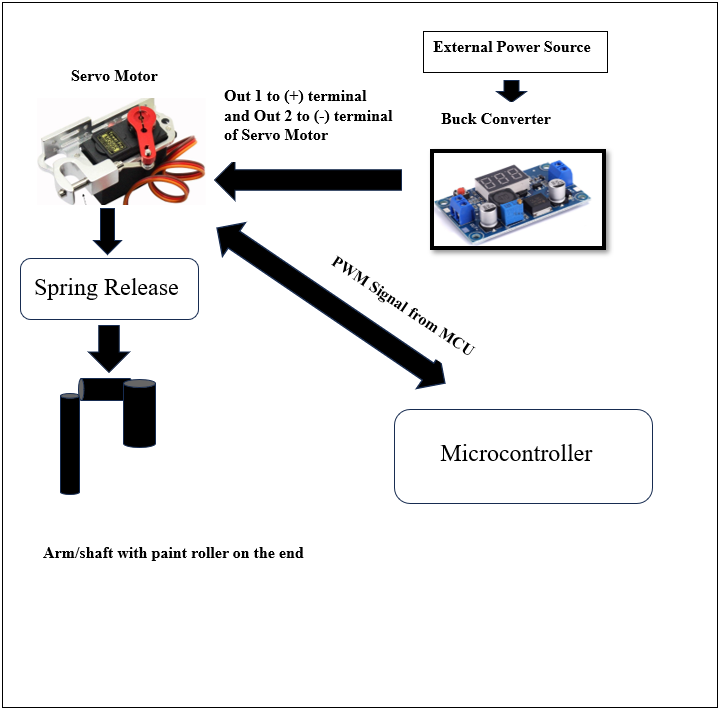 External Power Source
Servo Motor
Out 1 to (+) terminal
and Out 2 to (-) terminal
of Servo Motor
Buck Converter
Spring Release
PWM Signal from MCU
Microcontroller
Arm/shaft with paint roller on the end